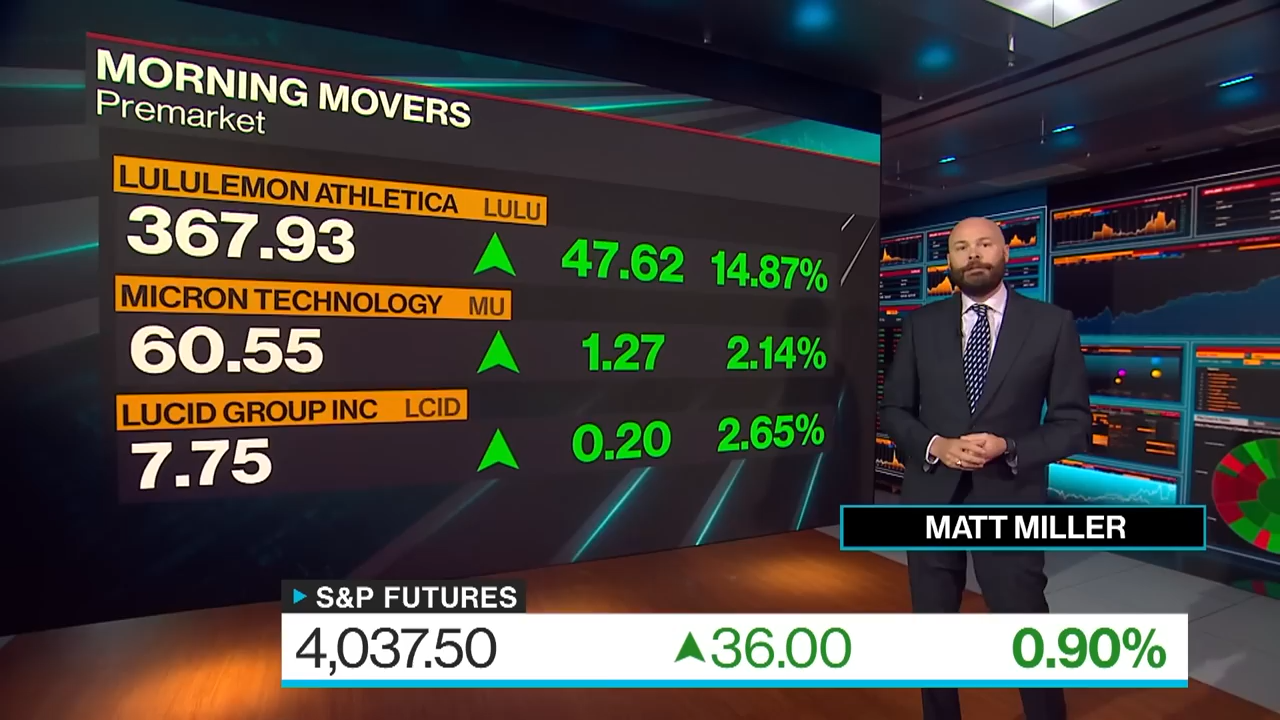 MORNING MOVERS
Premarket
LULULEMON ATHLETICA LULU
367.93 47.62 14.87%
MICRON TECHNOLOGY MU
60.55 1.27 2.14%
LUCID GROUP INC LCID
7.75 0.20 2.65%
MATT MILLER
S&P FUTURES
4,037.50 36.00 0.90%